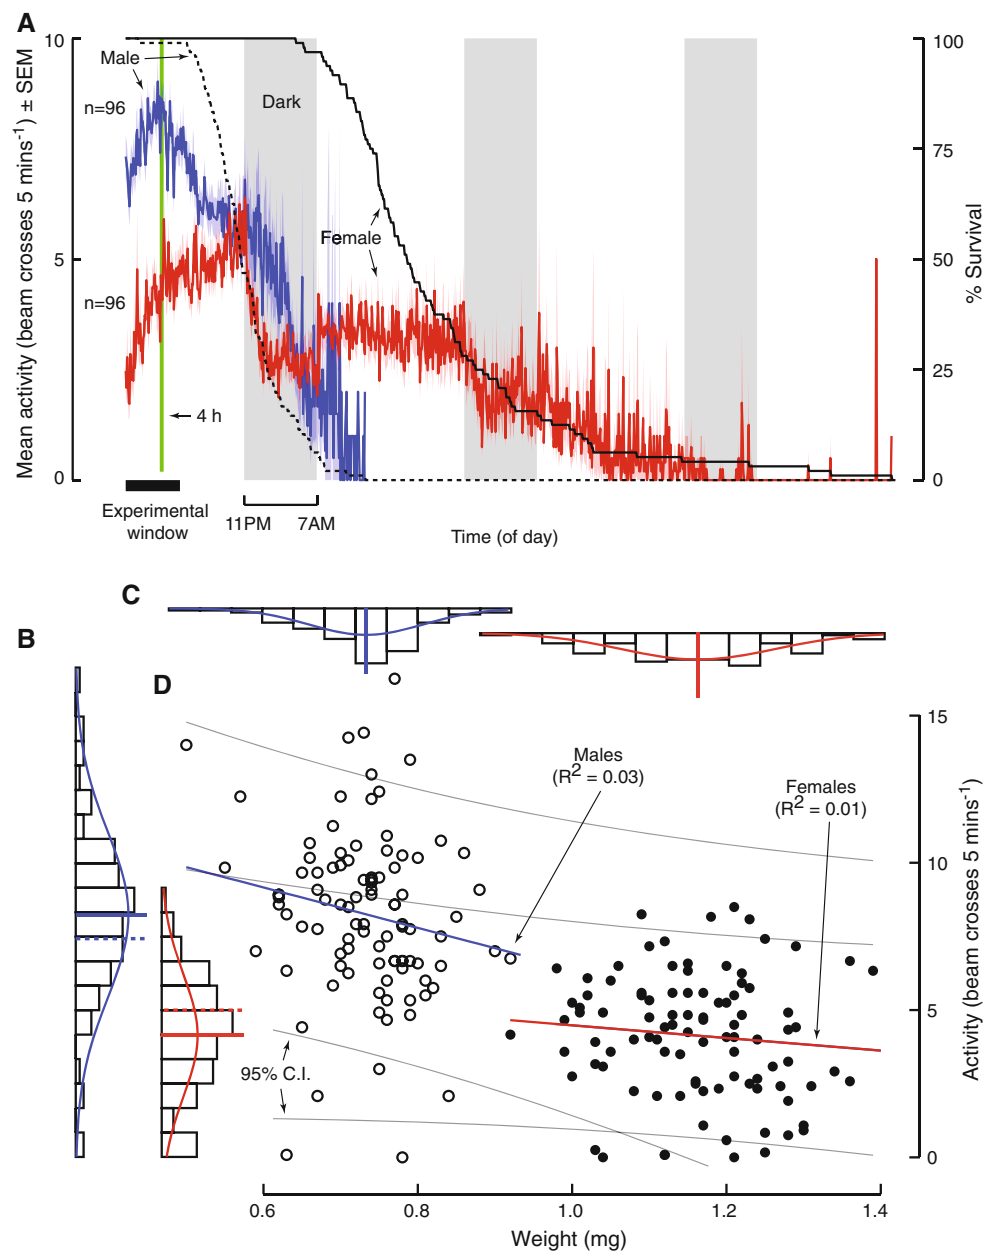 A
10
5
0
Mean activity (beam crosses 5 mins-1) ± SEM
Male
n=96
n=96
Dark
Female
4 h
100
75
50
25
0
% Survival
Experimental
window
11PM
7AM
Time (of day)
C
B
D
Males
(R2 = 0.03)
Females
(R2 = 0.01)
95% C.I.
15
10
5
0
Activity (beam crosses 5 mins-1)
0.6
0.8
1.0
1.2
1.4
Weight (mg)